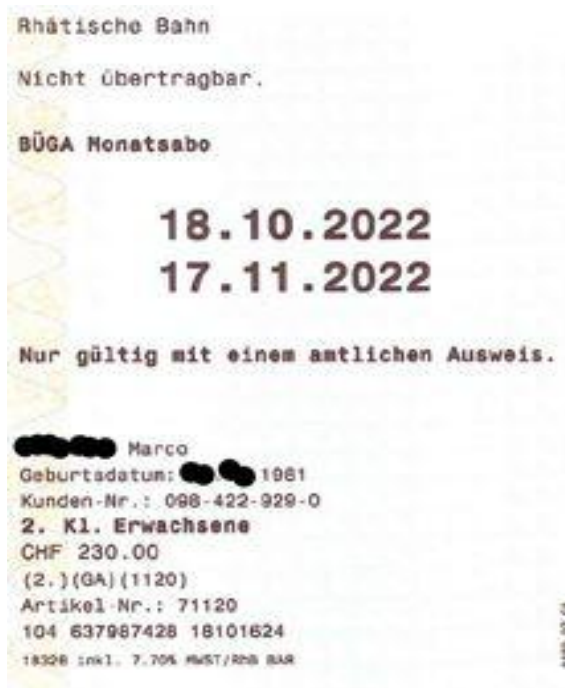 Rhätische Bahn
Nicht übertragbar.
BÜGA Monatsabo
18.10.2022
17.11.2022
Nur gültig mit einem amtlichen Ausweis.
Marco
Geburtsdatum: 1981
Kunden-Nr.: 098-422-929-0
2. Kl. Erwachsene
CHF 230.00
(2.)(GA)(1120)
Artikel-Nr.: 71120
104 637987428 18101624
18328 inkl. 7.70% MWST/RhB BAR